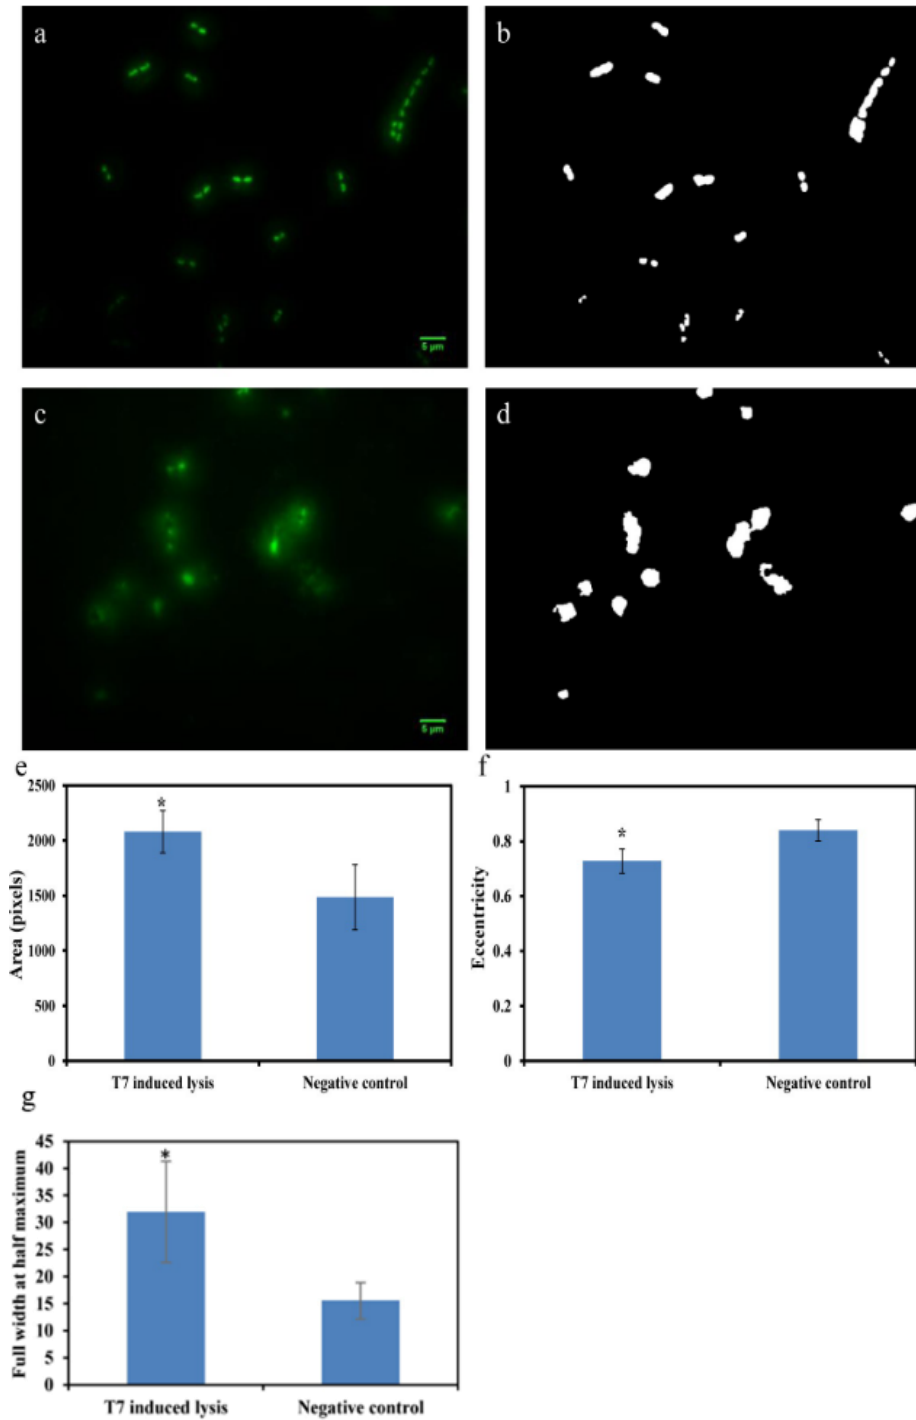 a
b
5 µm
c
d
5 µm
e
f
2500
2000
1500
1000
500
0
Area (pixels)
*
T7 induced lysis
Negative control
1
0.8
0.6
0.4
0.2
0
Eccentricity
*
T7 induced lysis
Negative control
g
45
40
35
30
25
20
15
10
5
0
Full width at half maximum
*
T7 induced lysis
Negative control